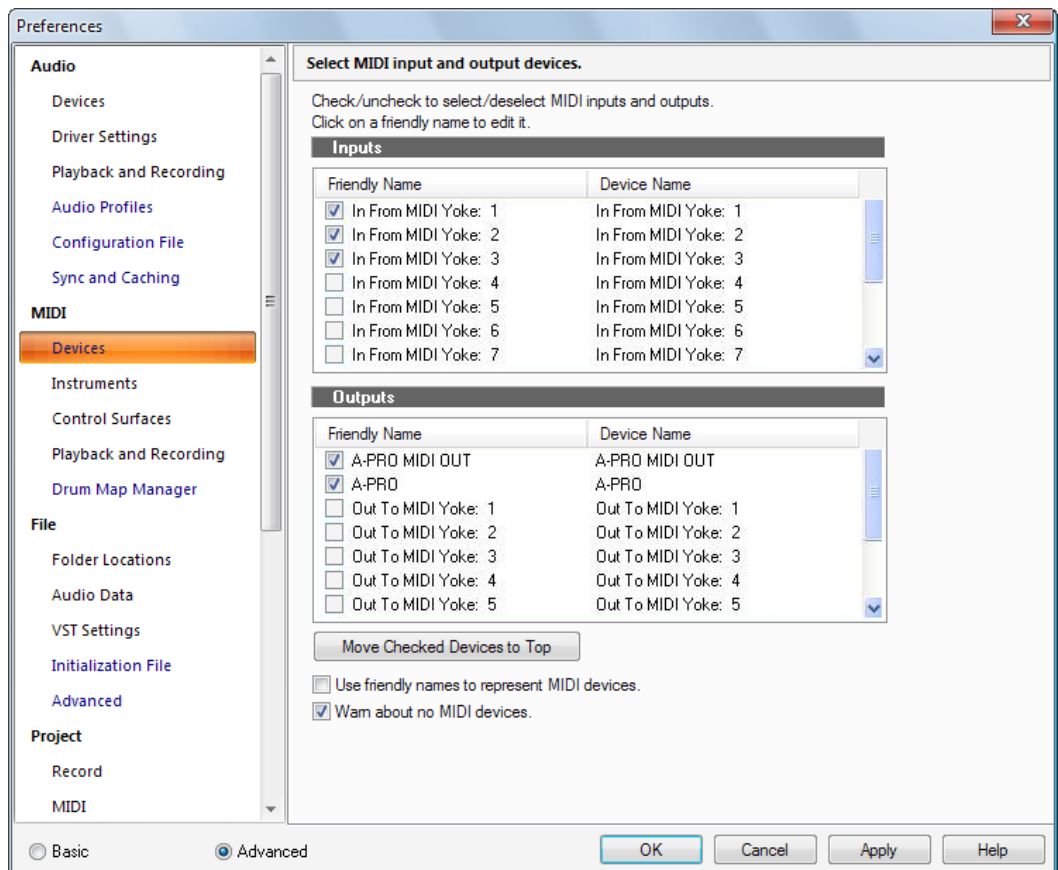 Preferences
Audio
Devices
Driver Settings
Playback and Recording
Audio Profiles
Configuration File
Sync and Caching
MIDI
Devices
Instruments
Control Surfaces
Playback and Recording
Drum Map Manager
File
Folder Locations
Audio Data
VST Settings
Initialization File
Advanced
Project
Record
MIDI
Select MIDI input and output devices.
Check/uncheck to select/deselect MIDI inputs and outputs.
Click on a friendly name to edit it.
Inputs
Friendly Name Device Name
In From MIDI Yoke: 1 In From MIDI Yoke: 1
In From MIDI Yoke: 2 In From MIDI Yoke: 2
In From MIDI Yoke: 3 In From MIDI Yoke: 3
In From MIDI Yoke: 4 In From MIDI Yoke: 4
In From MIDI Yoke: 5 In From MIDI Yoke: 5
In From MIDI Yoke: 6 In From MIDI Yoke: 6
In From MIDI Yoke: 7 In From MIDI Yoke: 7
Outputs
Friendly Name Device Name
A-PRO MIDI OUT A-PRO MIDI OUT
A-PRO A-PRO
Out To MIDI Yoke: 1 Out To MIDI Yoke: 1
Out To MIDI Yoke: 2 Out To MIDI Yoke: 2
Out To MIDI Yoke: 3 Out To MIDI Yoke: 3
Out To MIDI Yoke: 4 Out To MIDI Yoke: 4
Out To MIDI Yoke: 5 Out To MIDI Yoke: 5
Move Checked Devices to Top
Use friendly names to represent MIDI devices.
Warn about no MIDI devices.
Basic Advanced OK Cancel Apply Help